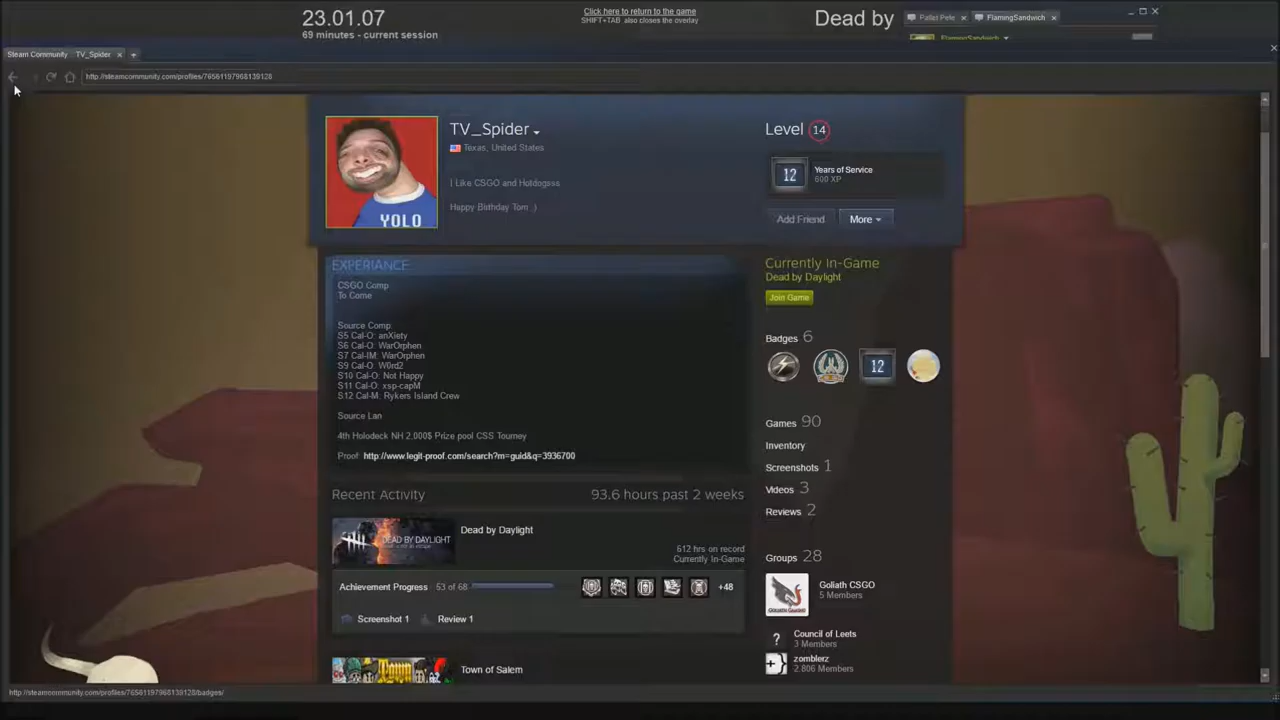 23.01.07
69 minutes - current session
Click here to return to the game
SHIFT+TAB also closes the overlay
Dead by
Pallet Pete
FlamingSandwich
FlamingSandwich
Steam Community
TV_Spider
http://steamcommunity.com/profiles/76561197968139128
TV_Spider
Texas, United States
I Like CSGO and Hotdogsss
Happy Birthday Tom :)
YOLO
Level 14
12
Years of Service
600 XP
Add Friend
More
EXPERIANCE
CSGO Comp
To Come
Source Comp:
S5 Cal-O: anXiety
S6 Cal-O: WarOrphen
S7 Cal-IM: WarOrphen
S9 Cal-O: W0rd2
S10 Cal-O: Not Happy
S11 Cal-O: xsp-capM
S12 Cal-M: Rykers Island Crew
Source Lan
4th Holodeck NH 2,000$ Prize pool CSS Tourney
Proof: http://www.legit-proof.com/search?m=guid&q=3936700
Currently In-Game
Dead by Daylight
Join Game
Badges 6
12
Games 90
Inventory
Screenshots 1
Videos 3
Reviews 2
Groups 28
Goliath CSGO
5 Members
Council of Leets
3 Members
zomblerz
2,806 Members
Recent Activity
93.6 hours past 2 weeks
DEAD BY DAYLIGHT
Dead by Daylight
512 hrs on record
Currently In-Game
Achievement Progress 53 of 68
+48
Screenshot 1
Review 1
Town of Salem
http://steamcommunity.com/profiles/76561197968139128/badges/